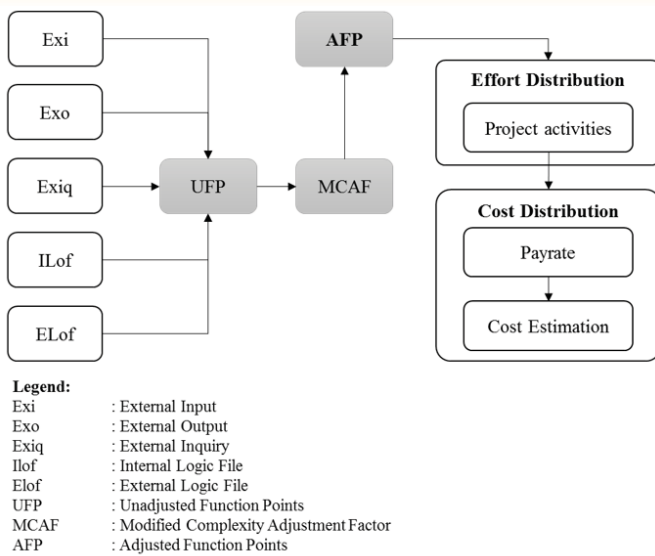 Exi
AFP
Effort Distribution
Exo
Project activities
Exiq
UFP
MCAF
Cost Distribution
Payrate
ILof
Cost Estimation
ELof
Legend:
Exi : External Input
Exo : External Output
Exiq : External Inquiry
Ilof : Internal Logic File
Elof : External Logic File
UFP : Unadjusted Function Points
MCAF : Modified Complexity Adjustment Factor
AFP : Adjusted Function Points